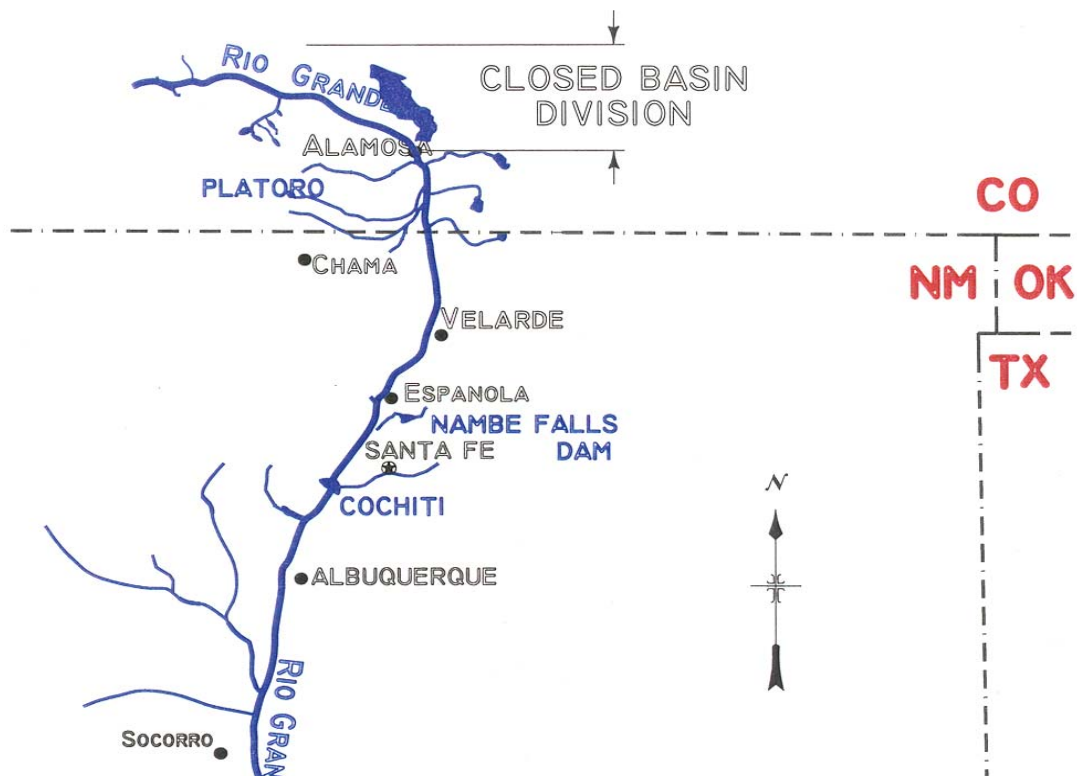 RIO GRANDE
CLOSED BASIN
DIVISION
ALAMOSA
PLATORO
CO
CHAMA
NM
OK
VELARDE
TX
ESPANOLA
NAMBE FALLS
DAM
SANTA FE
N
COCHITI
ALBUQUERQUE
RIO GRAN
SOCORRO